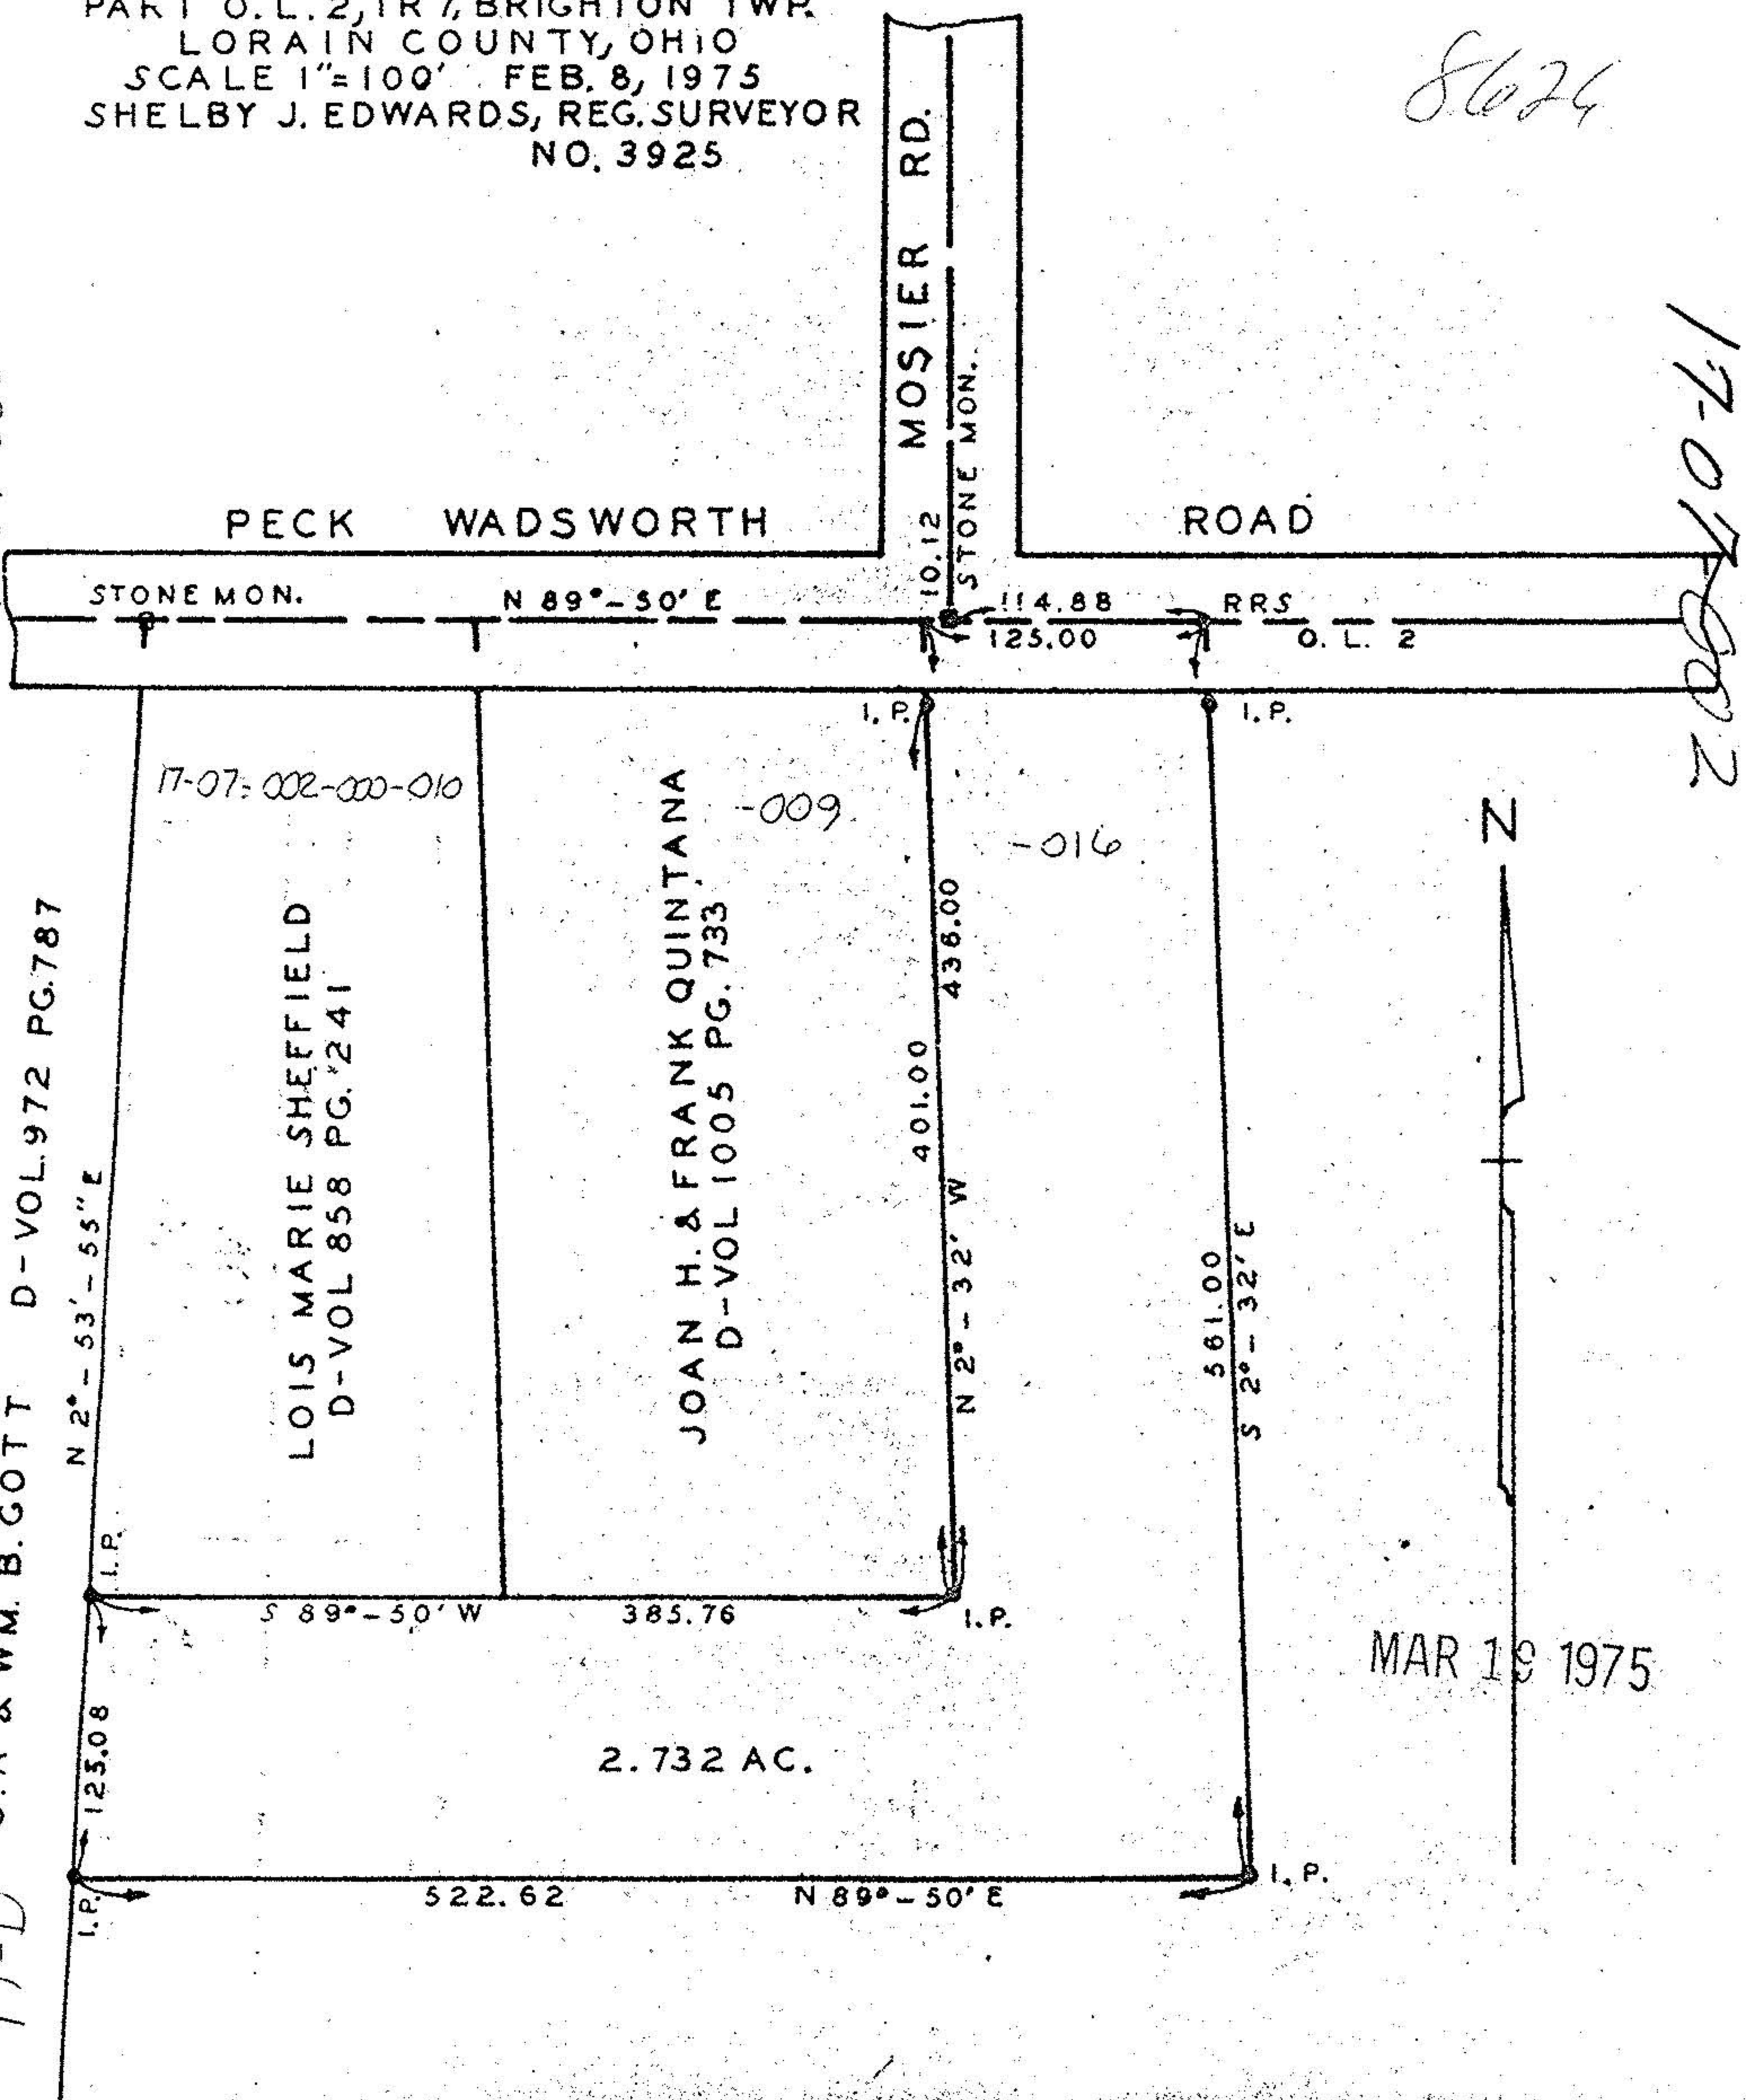 PART O.L. 2, TR 7, BRIGHTON TWP.
LORAIN COUNTY, OHIO
SCALE 1"=100' FEB. 8, 1975
SHELBY J. EDWARDS, REG. SURVEYOR
NO. 3925
MOSIER RD.
10.12
STONE MON.
PECK WADSWORTH ROAD
STONE MON.
N 89°-50' E
114.88
RRS
125.00
O. L. 2
I. P.
I. P.
17-07-002-000-010
-009
-016
N
D-VOL. 972 PG. 787
WM. B. GOTT
N 2°-53'-55" E
LOIS MARIE SHEFFIELD
D-VOL 858 PG. 241
JOAN H. & FRANK QUINTANA
D-VOL 1005 PG. 733
401.00
436.00
N 2°-32' W
561.00
S 2°-32' E
I. P.
S 89°-50' W
385.76
I. P.
MAR 19 1975
125.08
2.732 AC.
I. P.
522.62
N 89°-50' E
I. P.